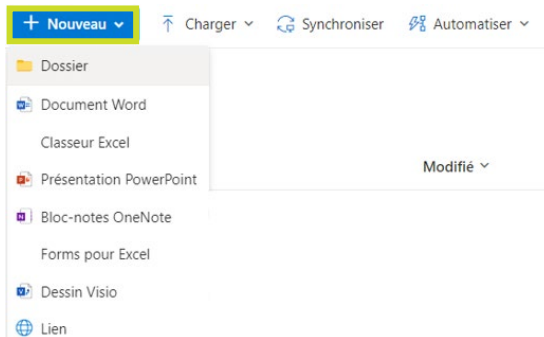 Nouveau
Charger
Synchroniser
Automatiser
Dossier
Document Word
Classeur Excel
Modifié
Présentation PowerPoint
Bloc-notes OneNote
Forms pour Excel
Dessin Visio
Lien